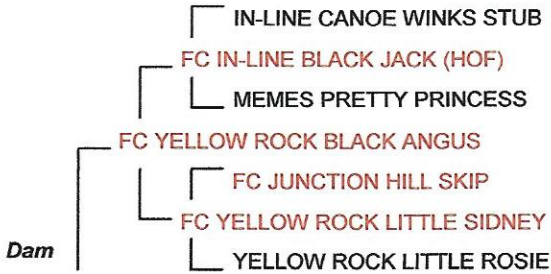 IN-LINE CANOE WINKS STUB
FC IN-LINE BLACK JACK (HOF)
MEMES PRETTY PRINCESS
FC YELLOW ROCK BLACK ANGUS
FC JUNCTION HILL SKIP
FC YELLOW ROCK LITTLE SIDNEY
Dam
YELLOW ROCK LITTLE ROSIE